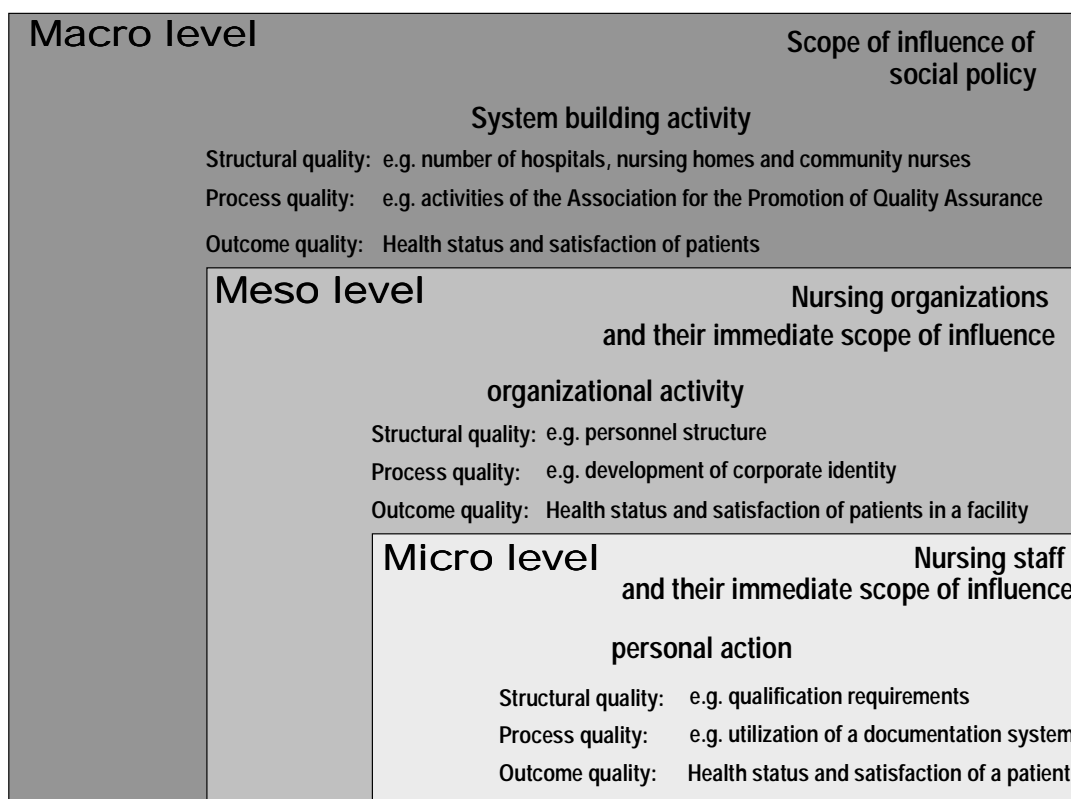 Macro level
Scope of influence of
social policy
System building activity
Structural quality: e.g. number of hospitals, nursing homes and community nurses
Process quality: e.g. activities of the Association for the Promotion of Quality Assurance
Outcome quality: Health status and satisfaction of patients
Meso level
Nursing organizations
and their immediate scope of influence
organizational activity
Structural quality: e.g. personnel structure
Process quality: e.g. development of corporate identity
Outcome quality: Health status and satisfaction of patients in a facility
Micro level
Nursing staff
and their immediate scope of influence
personal action
Structural quality: e.g. qualification requirements
Process quality: e.g. utilization of a documentation system
Outcome quality: Health status and satisfaction of a patient